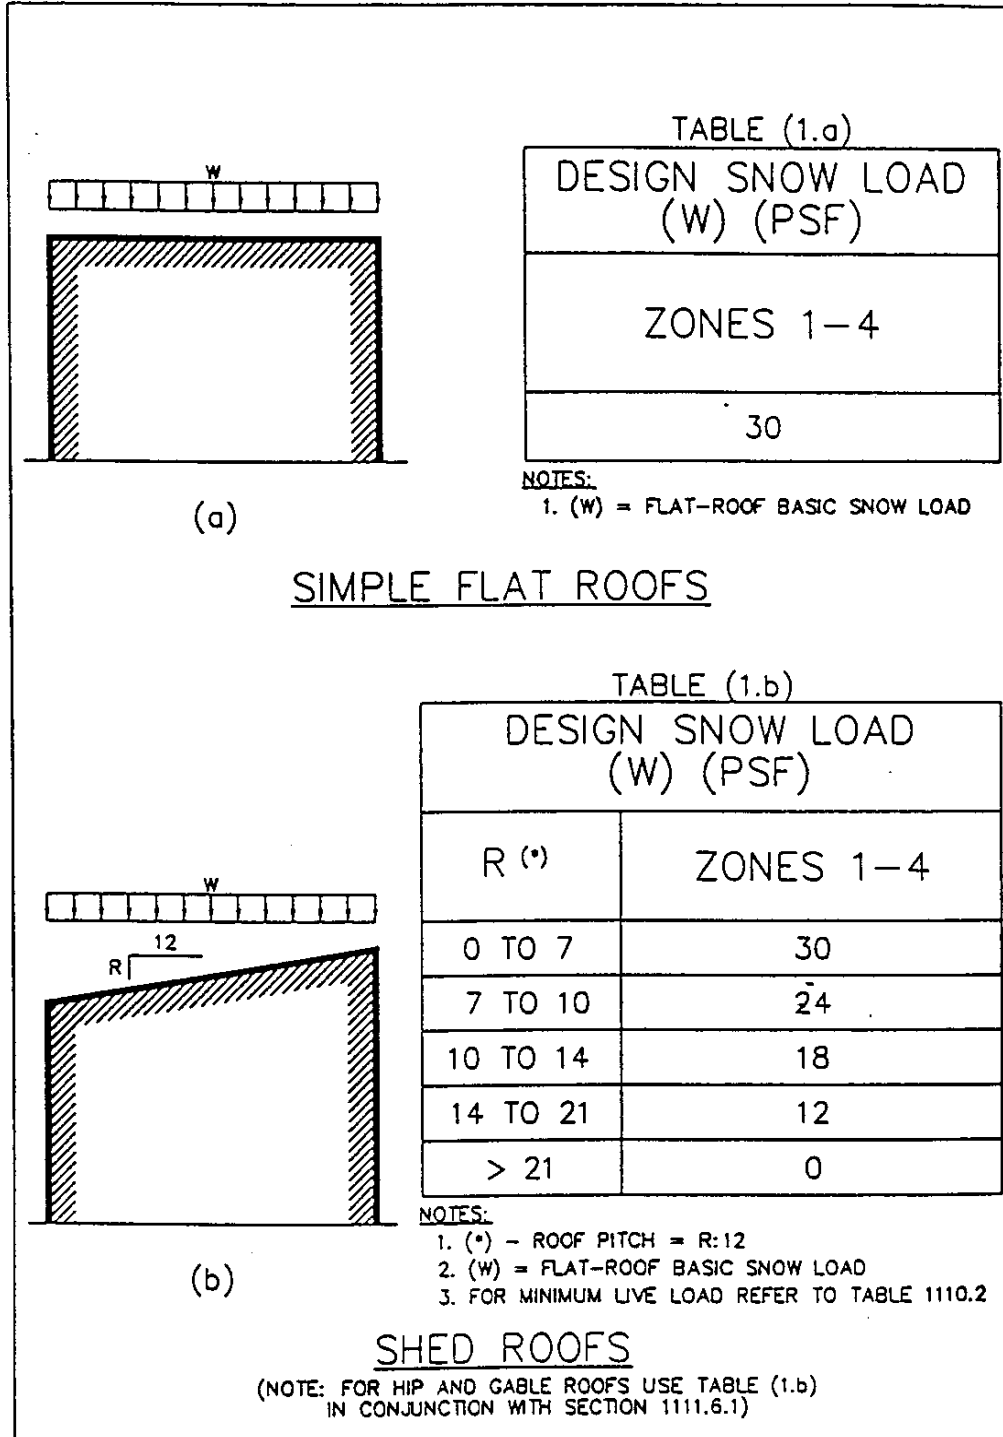 TABLE (1.a)
DESIGN SNOW LOAD
(W) (PSF)
ZONES 1-4
30
NOTES:
1. (W) = FLAT-ROOF BASIC SNOW LOAD
W
(a)
SIMPLE FLAT ROOFS
TABLE (1.b)
DESIGN SNOW LOAD
(W) (PSF)
R (*) ZONES 1-4
0 TO 7 30
7 TO 10 24
10 TO 14 18
14 TO 21 12
> 21 0
NOTES:
1. (*) - ROOF PITCH = R:12
2. (W) = FLAT-ROOF BASIC SNOW LOAD
3. FOR MINIMUM LIVE LOAD REFER TO TABLE 1110.2
W
12
R
(b)
SHED ROOFS
(NOTE: FOR HIP AND GABLE ROOFS USE TABLE (1.b)
IN CONJUNCTION WITH SECTION 1111.6.1)